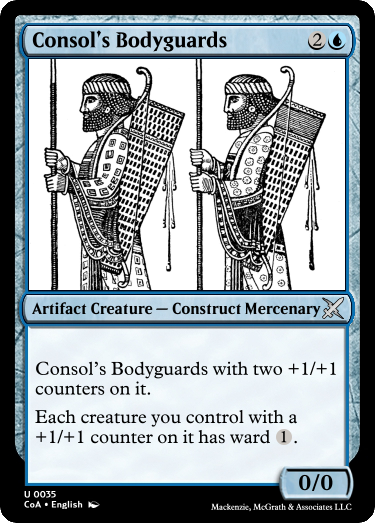 Consol's Bodyguards 2
Artifact Creature — Construct Mercenary
Consol's Bodyguards with two +1/+1
counters on it.
Each creature you control with a
+1/+1 counter on it has ward 1.
0/0
U 0035
CoA • English
Mackenzie, McGrath & Associates LLC